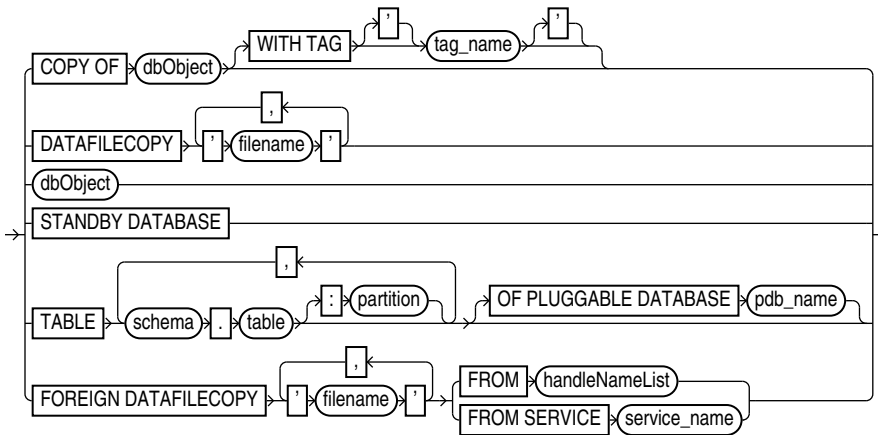 COPY OF dbObject WITH TAG ' tag_name '
,
DATAFILECOPY ' filename '
dbObject
STANDBY DATABASE
,
TABLE schema . table : partition OF PLUGGABLE DATABASE pdb_name
,
FOREIGN DATAFILECOPY ' filename ' FROM handleNameList
FROM SERVICE service_name